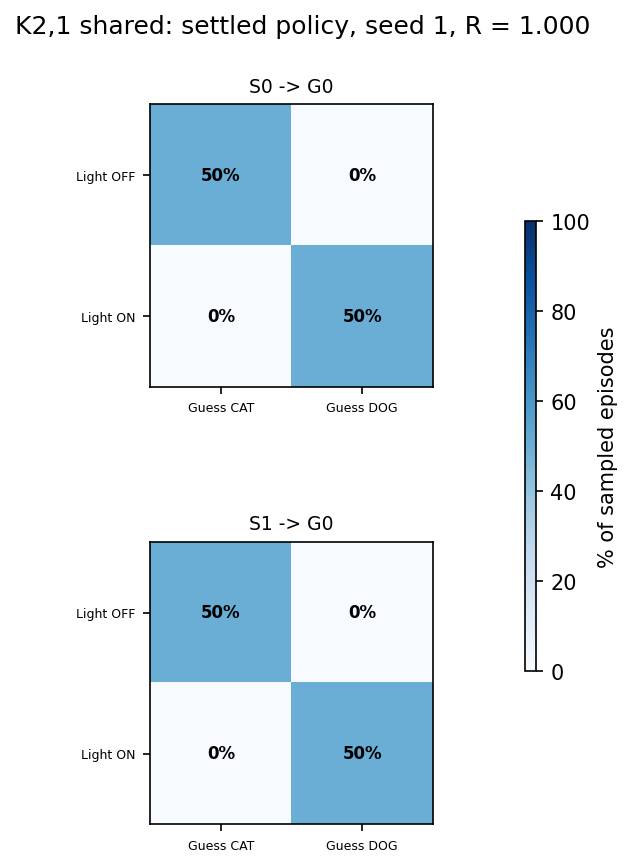 K2,1 shared: settled policy, seed 1, R = 1.000
S0 -> G0
Light OFF
50%
0%
Light ON
0%
50%
Guess CAT
Guess DOG
S1 -> G0
Light OFF
50%
0%
Light ON
0%
50%
Guess CAT
Guess DOG
100
80
60
40
20
0
% of sampled episodes